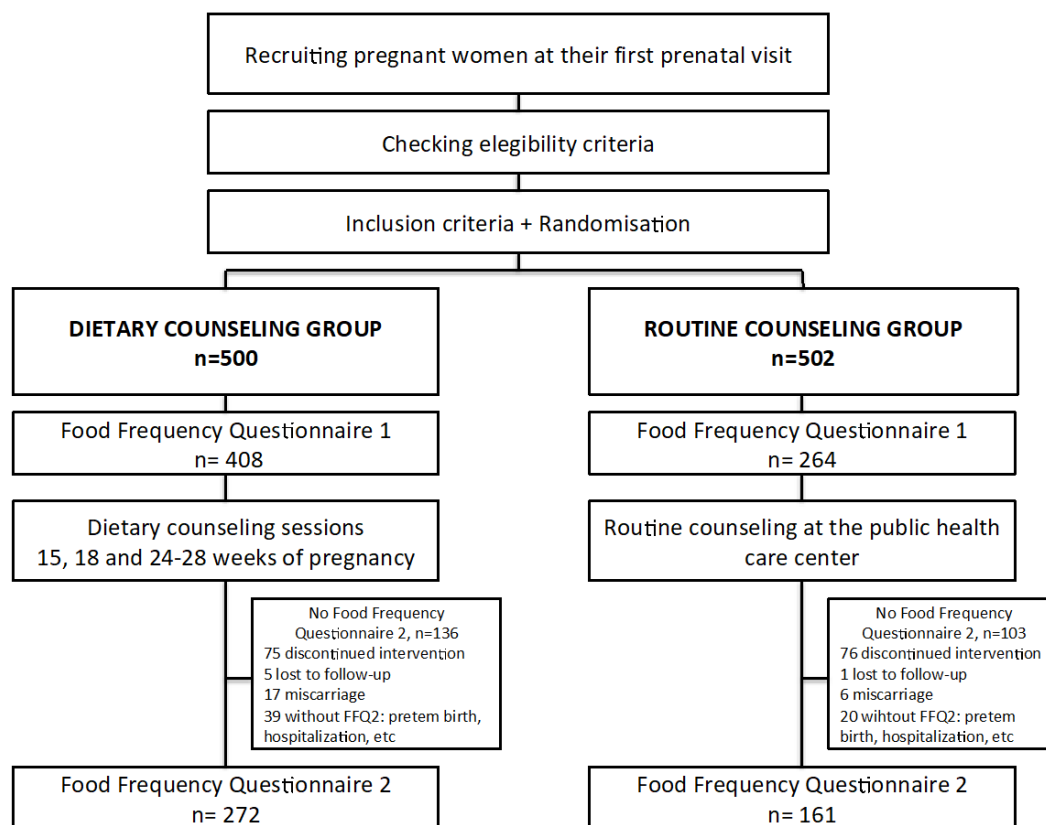 Recruiting pregnant women at their first prenatal visit
Checking elegibility criteria
Inclusion criteria + Randomisation
DIETARY COUNSELING GROUP
n=500
ROUTINE COUNSELING GROUP
n=502
Food Frequency Questionnaire 1
n= 408
Food Frequency Questionnaire 1
n= 264
Dietary counseling sessions
15, 18 and 24-28 weeks of pregnancy
Routine counseling at the public health
care center
No Food Frequency
Questionnaire 2, n=136
75 discontinued intervention
5 lost to follow-up
17 miscarriage
39 without FFQ2: pretem birth,
hospitalization, etc
No Food Frequency
Questionnaire 2, n=103
76 discontinued intervention
1 lost to follow-up
6 miscarriage
20 wihtout FFQ2: pretem
birth, hospitalization, etc
Food Frequency Questionnaire 2
n= 272
Food Frequency Questionnaire 2
n= 161